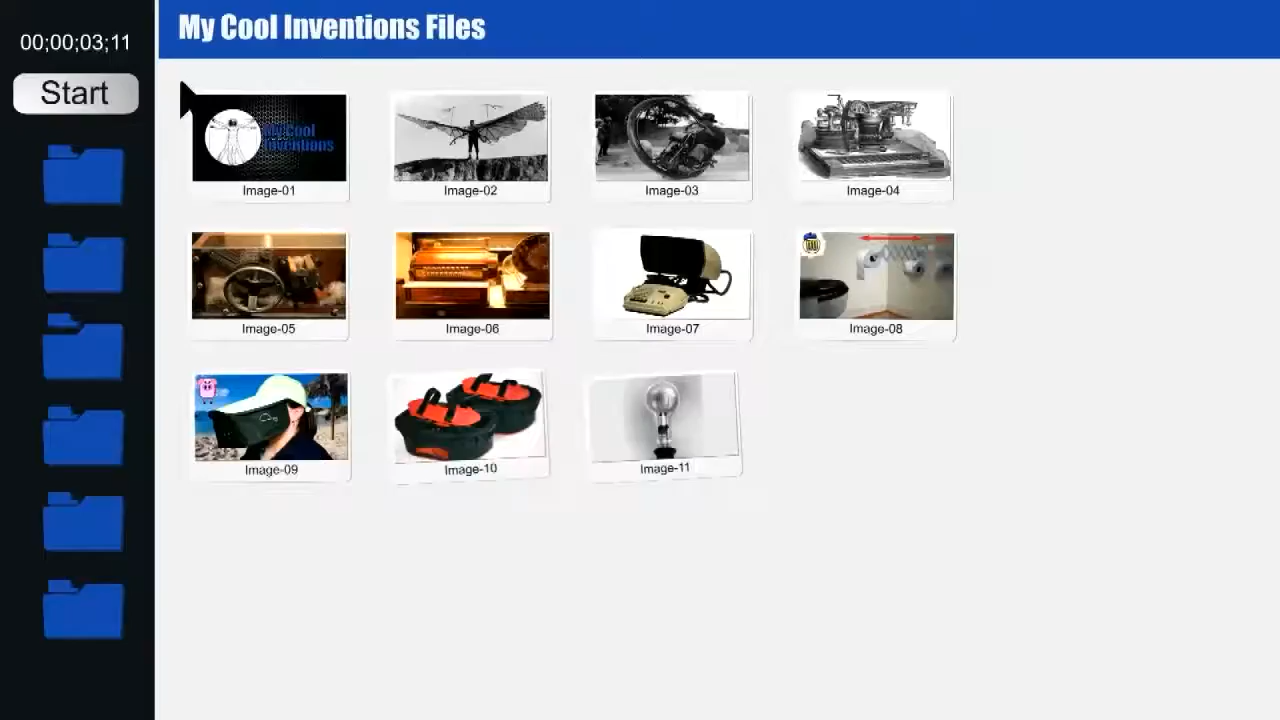 My Cool Inventions Files
00;00;03;11
Start
My Cool
Inventions
Image-01
Image-02
Image-03
Image-04
Image-05
Image-06
Image-07
Image-08
Image-09
Image-10
Image-11